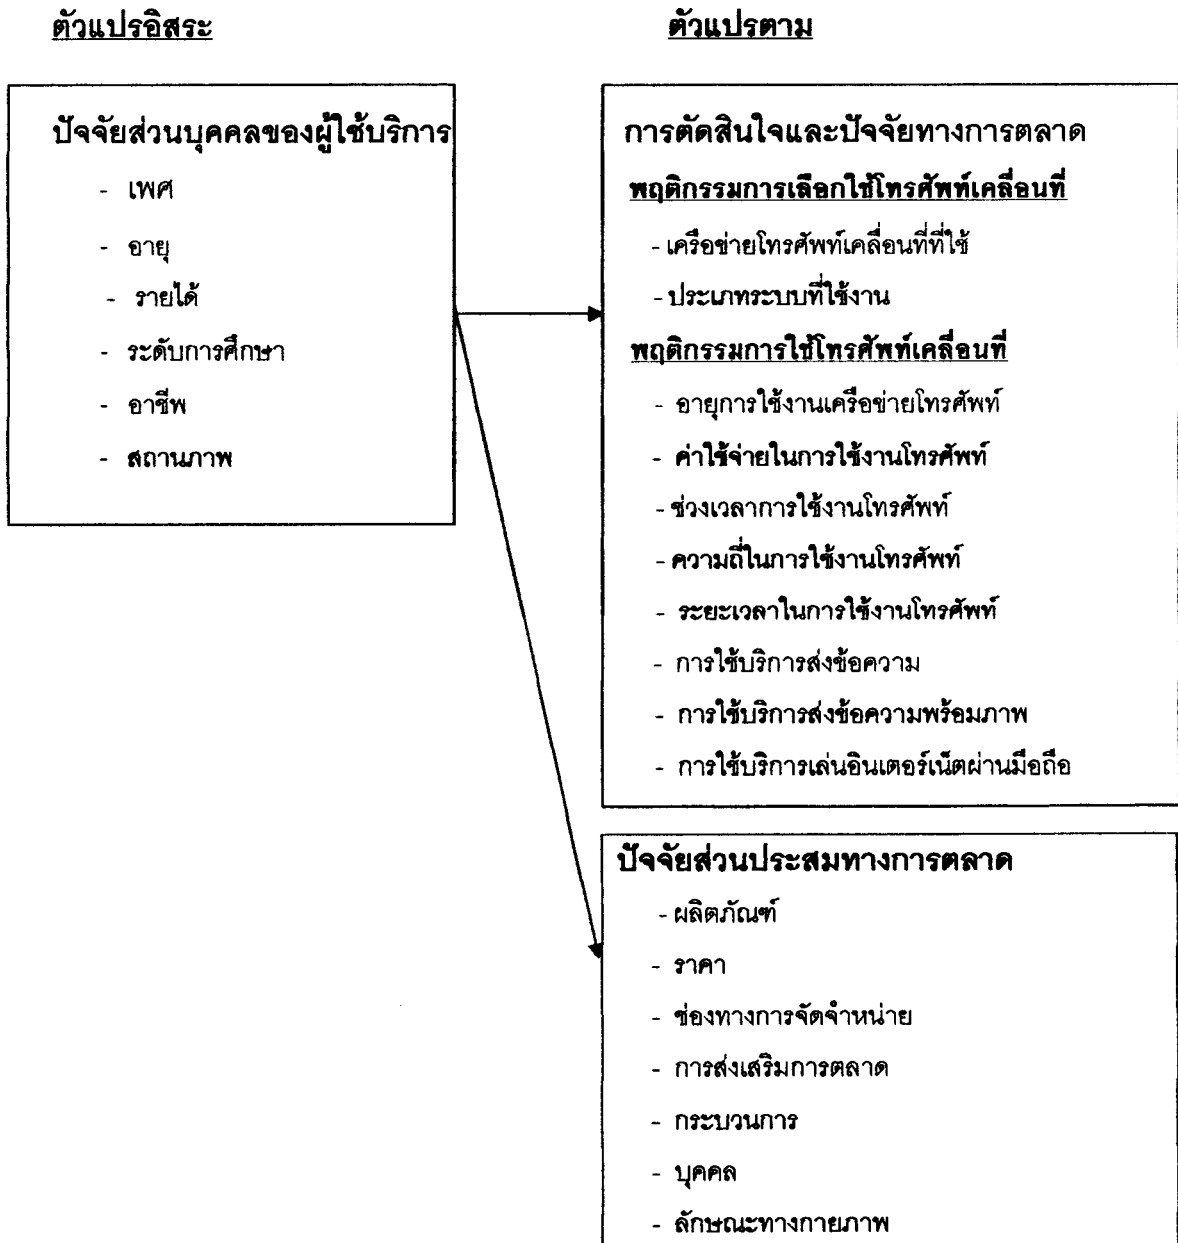 ตัวแปรอิสระ
ตัวแปรตาม
ปัจจัยส่วนบุคคลของผู้ใช้บริการ
- เพศ
- อายุ
- รายได้
- ระดับการศึกษา
- อาชีพ
- สถานภาพ
การตัดสินใจและปัจจัยทางการตลาด
พฤติกรรมการเลือกใช้โทรศัพท์เคลื่อนที่
- เครือข่ายโทรศัพท์เคลื่อนที่ที่ใช้
- ประเภทระบบที่ใช้งาน
พฤติกรรมการใช้โทรศัพท์เคลื่อนที่
- อายุการใช้งานเครือข่ายโทรศัพท์
- ค่าใช้จ่ายในการใช้งานโทรศัพท์
- ช่วงเวลาการใช้งานโทรศัพท์
- ความถี่ในการใช้งานโทรศัพท์
- ระยะเวลาในการใช้งานโทรศัพท์
- การใช้บริการส่งข้อความ
- การใช้บริการส่งข้อความพร้อมภาพ
- การใช้บริการเล่นอินเตอร์เน็ตผ่านมือถือ
ปัจจัยส่วนประสมทางการตลาด
- ผลิตภัณฑ์
- ราคา
- ช่องทางการจัดจำหน่าย
- การส่งเสริมการตลาด
- กระบวนการ
- บุคคล
- ลักษณะทางกายภาพ